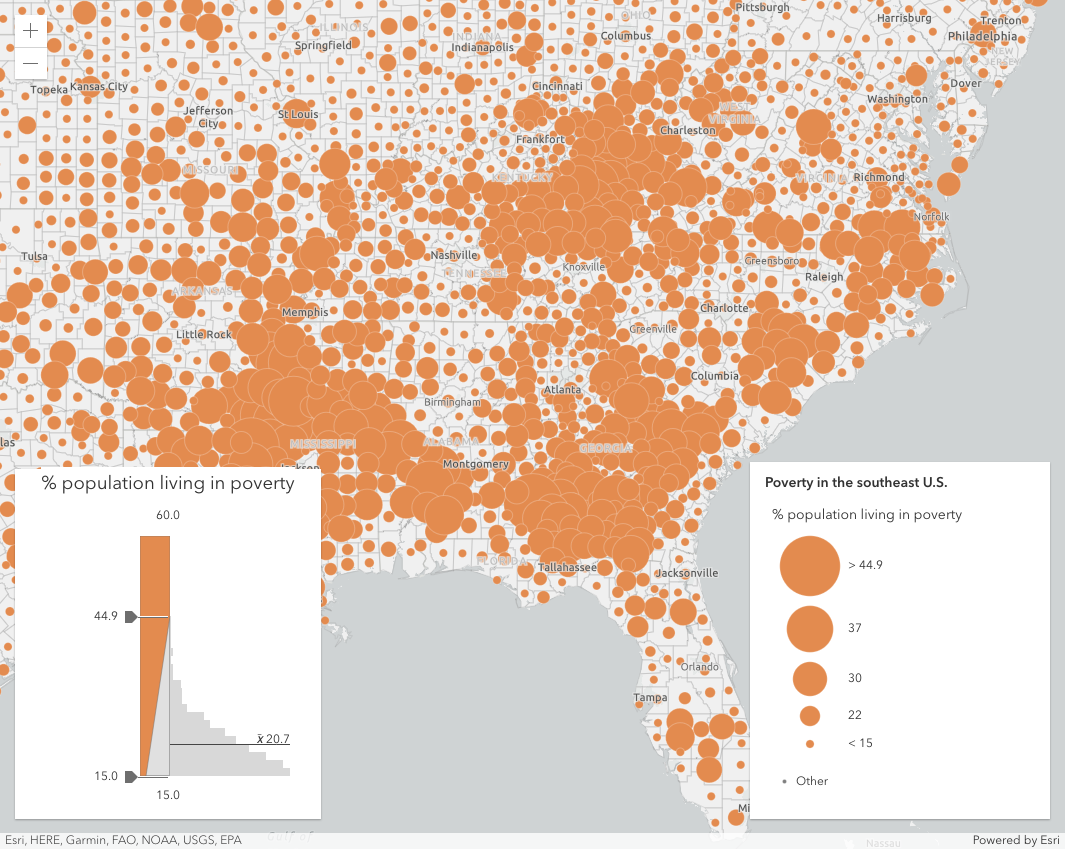 Pittsburgh
OHIO
Harrisburg
Trenton
ILLINOIS
Columbus
Philadelphia
INDIANA
Springfield
Indianapolis
NEW
JERSEY
+
−
Topeka
Kansas City
Cincinnati
Dover
Washington
Jefferson
City
St Louis
WEST
VIRGINIA
Charleston
Frankfort
MISSOURI
KENTUCKY
VIRGINIA
Richmond
Norfolk
Tulsa
Nashville
Greensboro
Knoxville
TENNESSEE
Raleigh
ARKANSAS
Memphis
Charlotte
Little Rock
Greenville
Columbia
Atlanta
Birmingham
las
MISSISSIPPI
ALABAMA
GEORGIA
Jackson
Montgomery
FLORIDA
Tallahassee
Jacksonville
Orlando
Tampa
Mi
% population living in poverty
60.0
44.9
x̄ 20.7
15.0
15.0
Poverty in the southeast U.S.
% population living in poverty
> 44.9
37
30
22
< 15
Other
Gulf of
Nassau
Esri, HERE, Garmin, FAO, NOAA, USGS, EPA
Powered by Esri